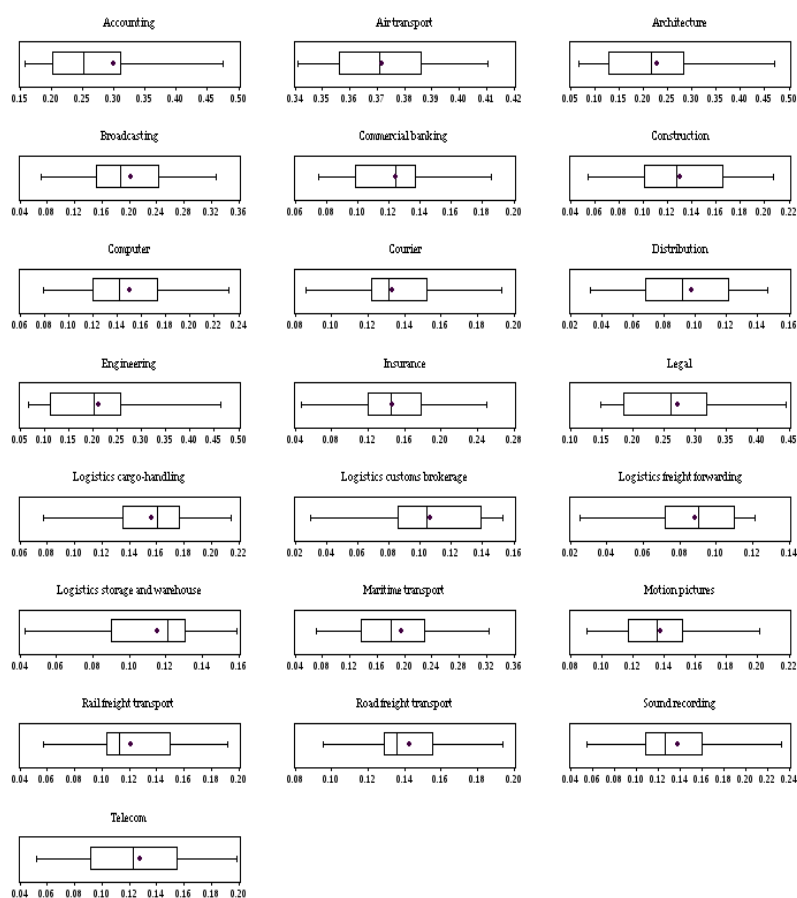 Accounting
0.15 0.20 0.25 0.30 0.35 0.40 0.45 0.50
Air transport
0.34 0.35 0.36 0.37 0.38 0.39 0.40 0.41 0.42
Architecture
0.05 0.10 0.15 0.20 0.25 0.30 0.35 0.40 0.45 0.50
Broadcasting
0.04 0.08 0.12 0.16 0.20 0.24 0.28 0.32 0.36
Commercial banking
0.06 0.08 0.10 0.12 0.14 0.16 0.18 0.20
Construction
0.04 0.06 0.08 0.10 0.12 0.14 0.16 0.18 0.20 0.22
Computer
0.06 0.08 0.10 0.12 0.14 0.16 0.18 0.20 0.22 0.24
Courier
0.08 0.10 0.12 0.14 0.16 0.18 0.20
Distribution
0.02 0.04 0.06 0.08 0.10 0.12 0.14 0.16
Engineering
0.05 0.10 0.15 0.20 0.25 0.30 0.35 0.40 0.45 0.50
Insurance
0.04 0.08 0.12 0.16 0.20 0.24 0.28
Legal
0.10 0.15 0.20 0.25 0.30 0.35 0.40 0.45
Logistics cargo-handling
0.06 0.08 0.10 0.12 0.14 0.16 0.18 0.20 0.22
Logistics customs brokerage
0.02 0.04 0.06 0.08 0.10 0.12 0.14 0.16
Logistics freight forwarding
0.02 0.04 0.06 0.08 0.10 0.12 0.14
Logistics storage and warehouse
0.04 0.06 0.08 0.10 0.12 0.14 0.16
Maritime transport
0.04 0.08 0.12 0.16 0.20 0.24 0.28 0.32 0.36
Motion pictures
0.08 0.10 0.12 0.14 0.16 0.18 0.20 0.22
Rail freight transport
0.04 0.06 0.08 0.10 0.12 0.14 0.16 0.18 0.20
Road freight transport
0.08 0.10 0.12 0.14 0.16 0.18 0.20
Sound recording
0.04 0.06 0.08 0.10 0.12 0.14 0.16 0.18 0.20 0.22 0.24
Telecom
0.04 0.06 0.08 0.10 0.12 0.14 0.16 0.18 0.20